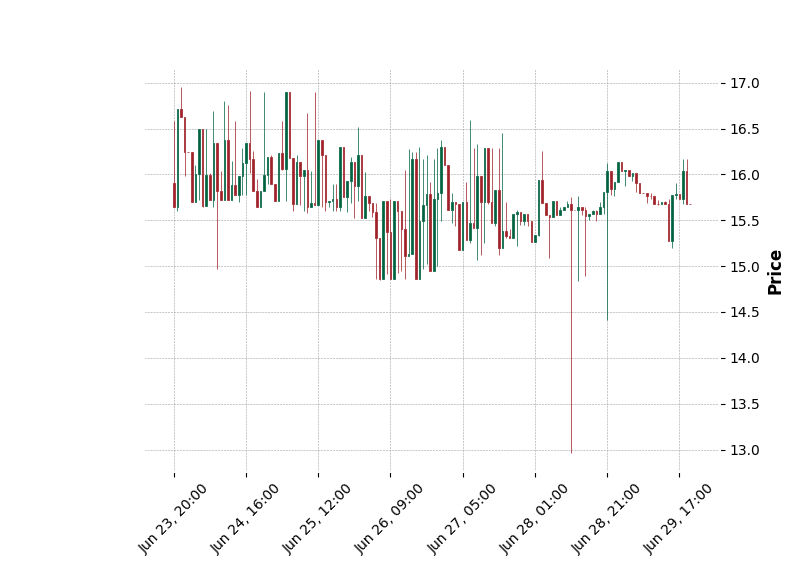 17.0
16.5
16.0
15.5
15.0
14.5
14.0
13.5
13.0
Price
Jun 23, 20:00
Jun 24, 16:00
Jun 25, 12:00
Jun 26, 09:00
Jun 27, 05:00
Jun 28, 01:00
Jun 28, 21:00
Jun 29, 17:00